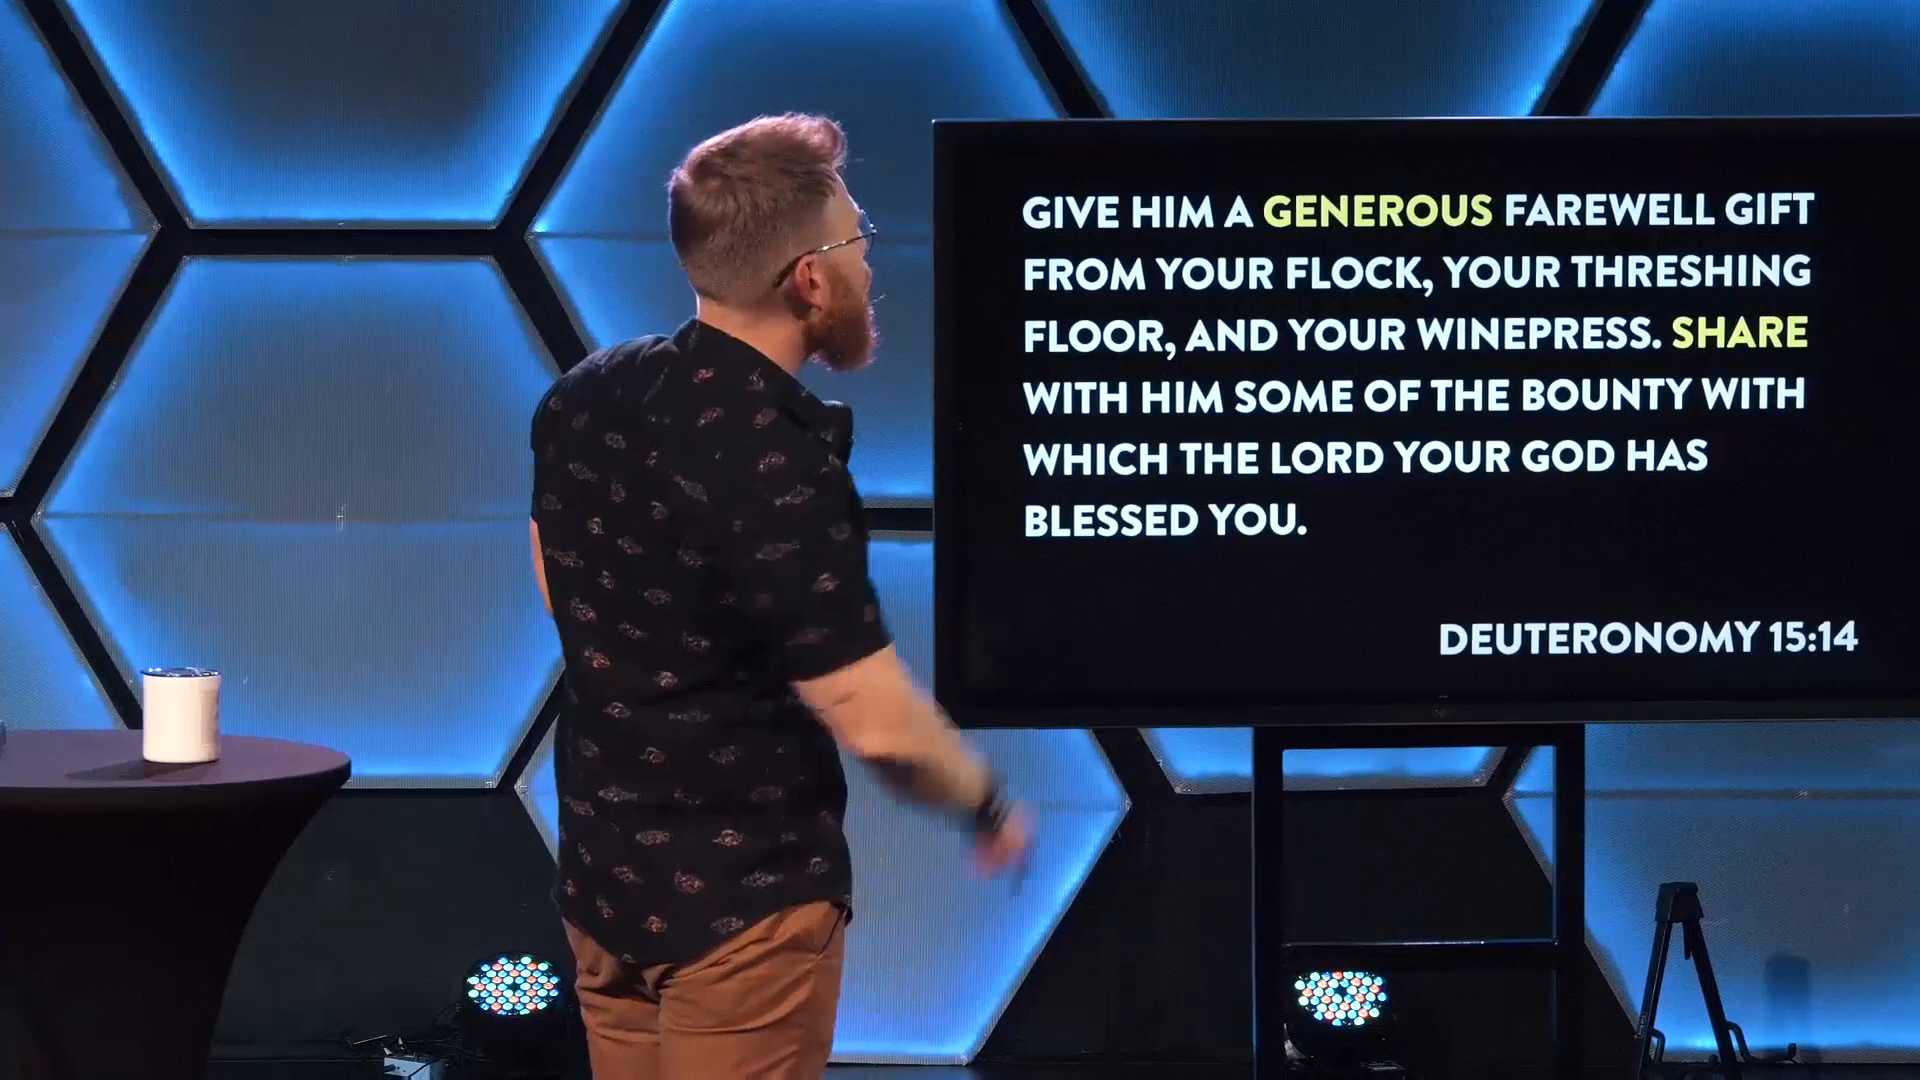 GIVE HIM A GENEROUS FAREWELL GIFT
FROM YOUR FLOCK, YOUR THRESHING
FLOOR, AND YOUR WINEPRESS. SHARE
WITH HIM SOME OF THE BOUNTY WITH
WHICH THE LORD YOUR GOD HAS
BLESSED YOU.
DEUTERONOMY 15:14